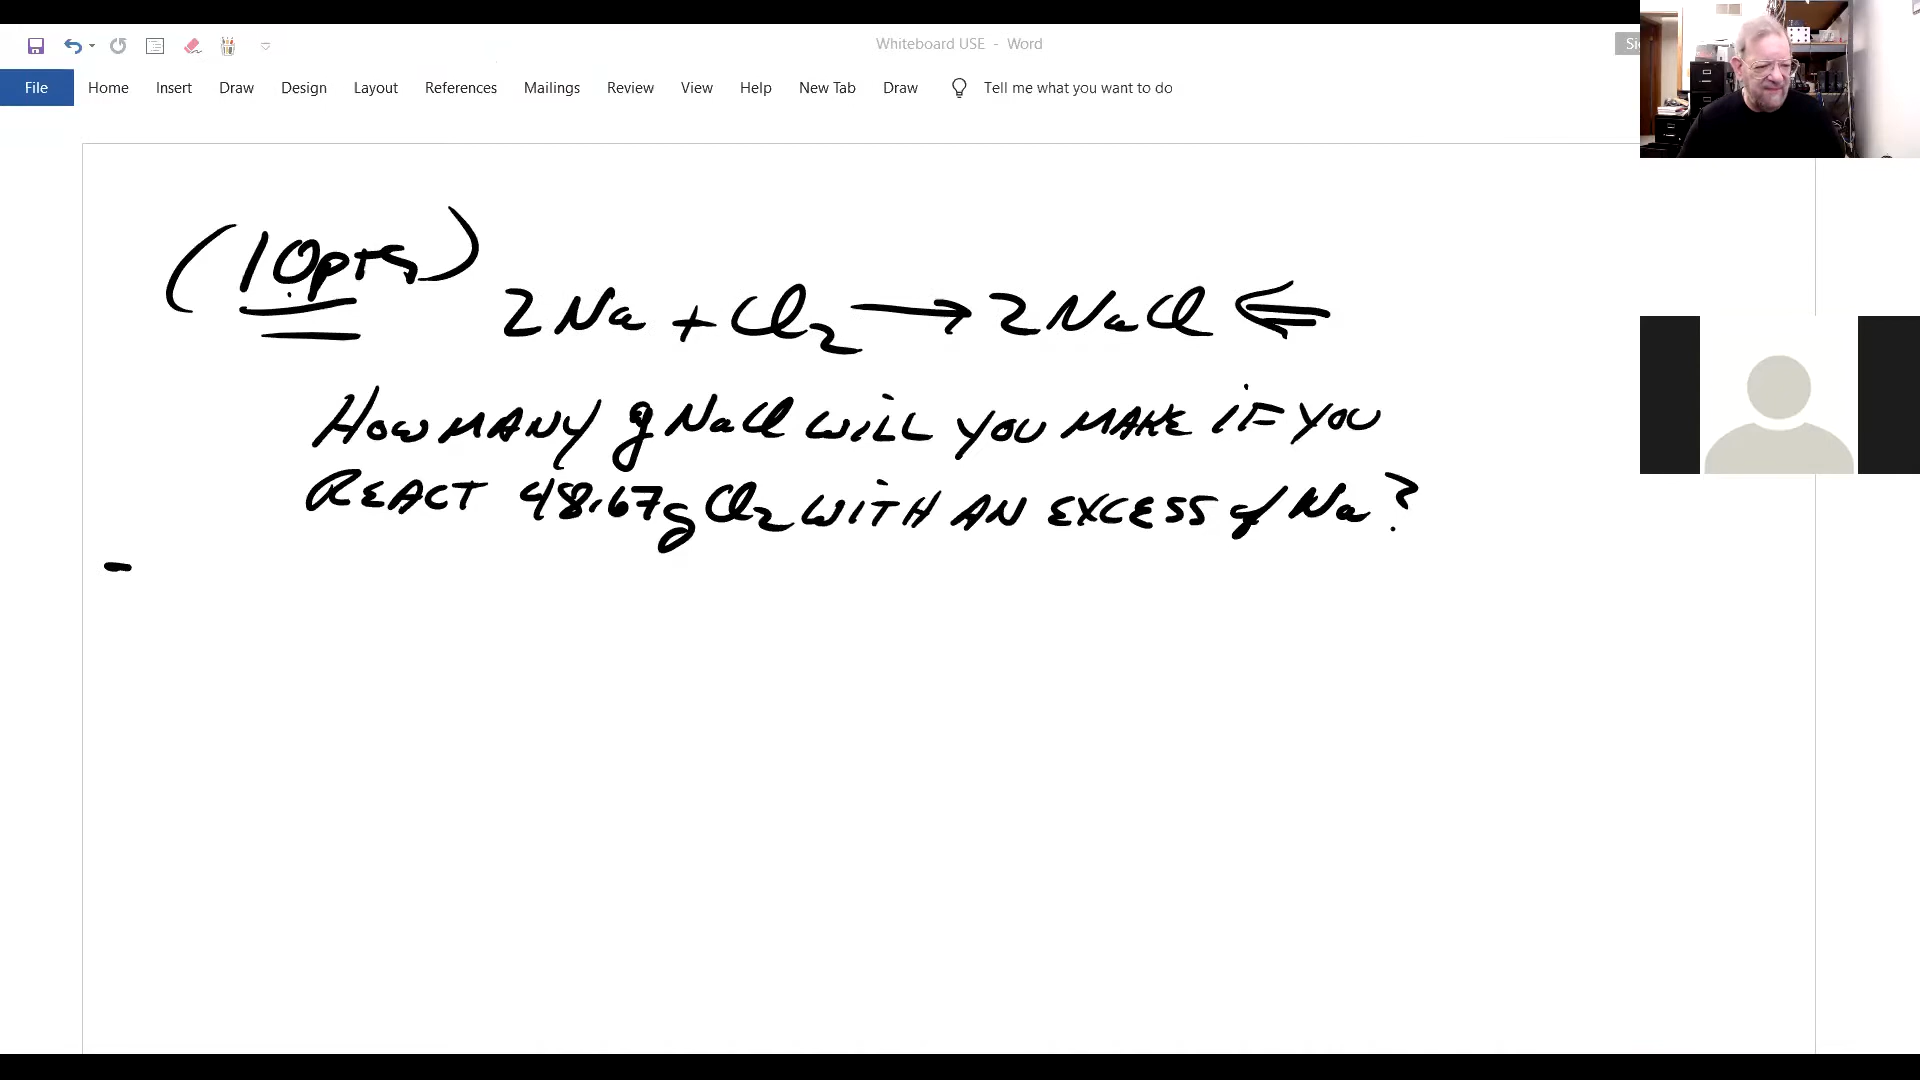 Whiteboard USE - Word
File Home Insert Draw Design Layout References Mailings Review View Help New Tab Draw Tell me what you want to do
(10pts)
2Na + Cl2 → 2NaCl ⇐
HOW MANY g NaCl WILL YOU MAKE IF YOU
REACT 48.67g Cl2 WITH AN EXCESS of Na?
-